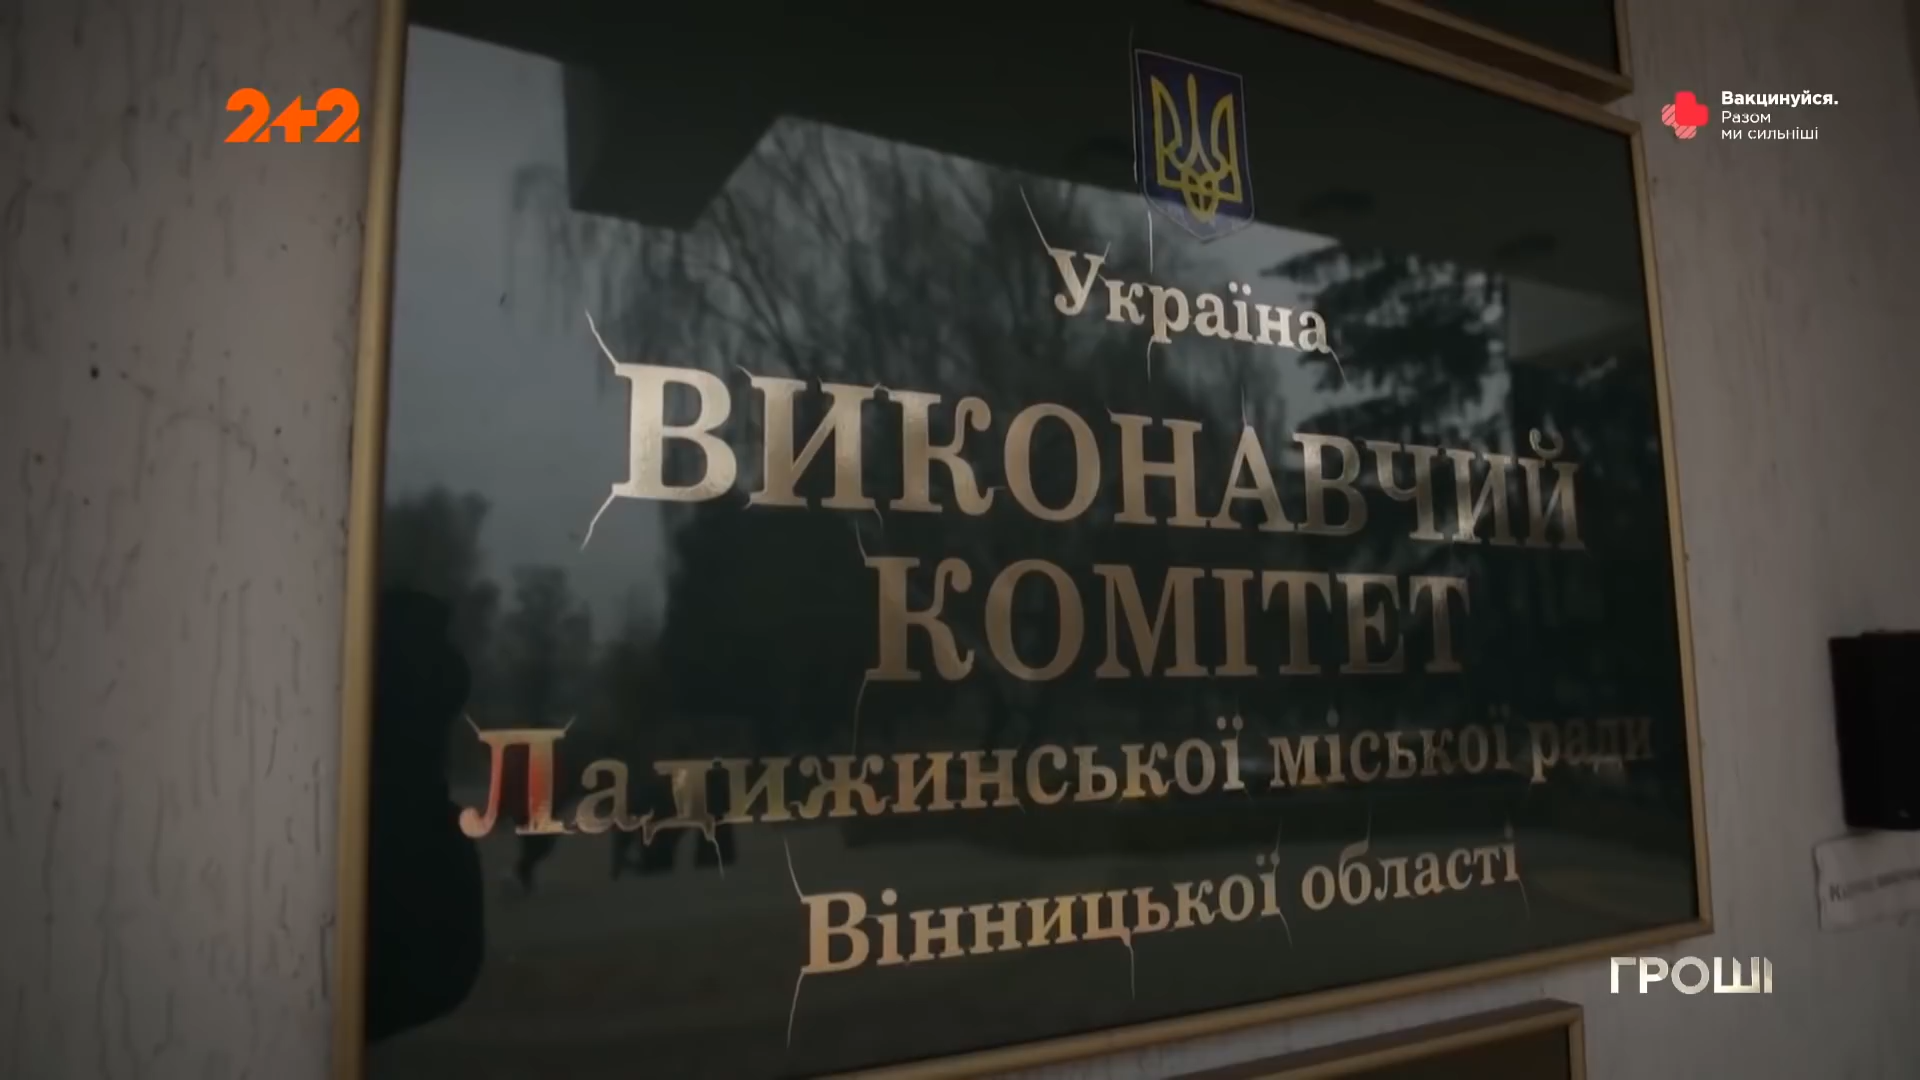 2+2
Вакцинуйся.
Разом
ми сильніші
Україна
ВИКОНАВЧИЙ
КОМІТЕТ
Ладижинської міської ради
Вінницької області
ГРОШІ